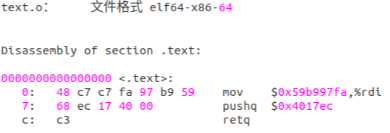 text.o：     文件格式 elf64-x86-64
Disassembly of section .text:
0000000000000000 <.text>:
   0:   48 c7 c7 fa 97 b9 59    mov    $0x59b997fa,%rdi
   7:   68 ec 17 40 00          pushq  $0x4017ec
   c:   c3                      retq